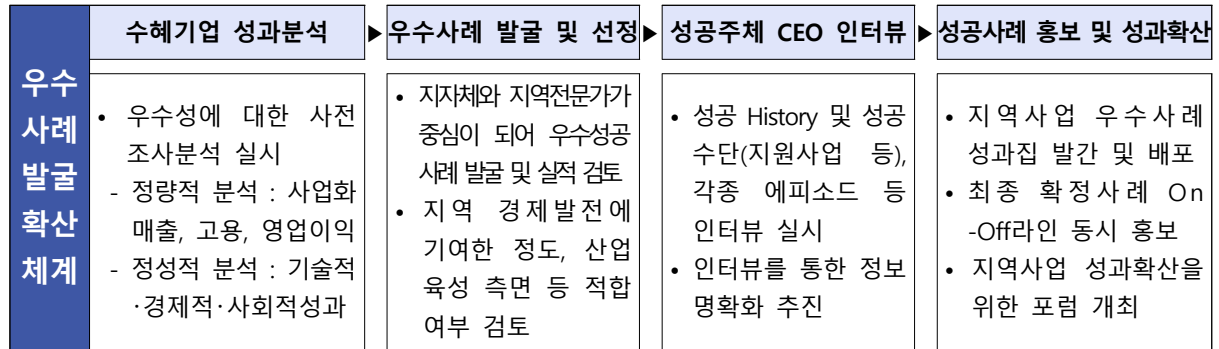 우수
사례
발굴
확산
체계
수혜기업 성과분석
• 우수성에 대한 사전
조사분석 실시
- 정량적 분석 : 사업화
매출, 고용, 영업이익
- 정성적 분석 : 기술적
·경제적·사회적성과
▶
우수사례 발굴 및 선정
• 지자체와 지역전문가가
중심이 되어 우수성공
사례 발굴 및 실적 검토
• 지역 경제발전에
기여한 정도, 산업
육성 측면 등 적합
여부 검토
▶
성공주체 CEO 인터뷰
• 성공 History 및 성공
수단(지원사업 등),
각종 에피소드 등
인터뷰 실시
• 인터뷰를 통한 정보
명확화 추진
▶
성공사례 홍보 및 성과확산
• 지역사업 우수사례
성과집 발간 및 배포
• 최종 확정사례 On
-Off라인 동시 홍보
• 지역사업 성과확산을
위한 포럼 개최